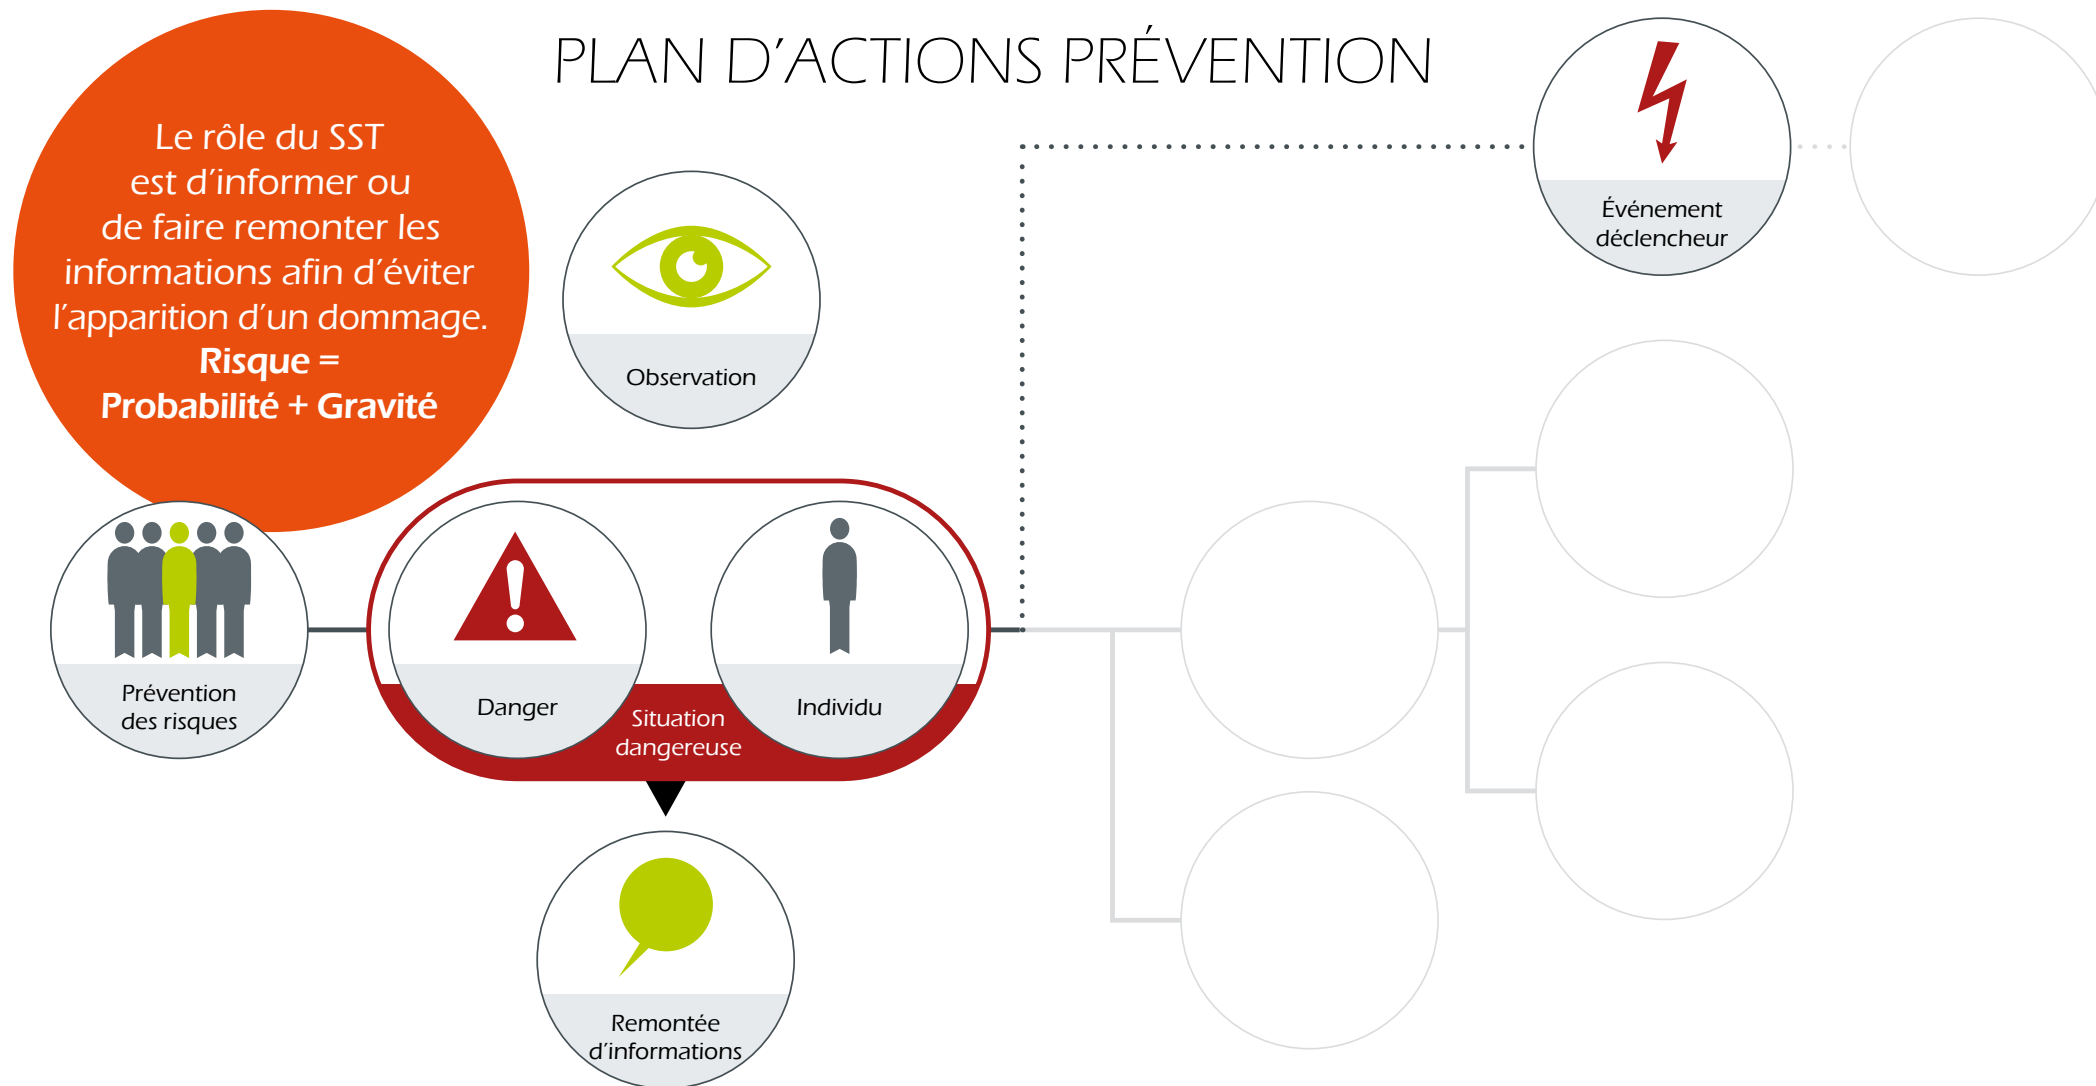 PLAN D'ACTIONS PRÉVENTION
Le rôle du SST
est d'informer ou
de faire remonter les
informations afin d'éviter
l'apparition d'un dommage.
Risque =
Probabilité + Gravité
Observation
Événement
déclencheur
Prévention
des risques
Danger
Situation
dangereuse
Individu
Remontée
d'informations